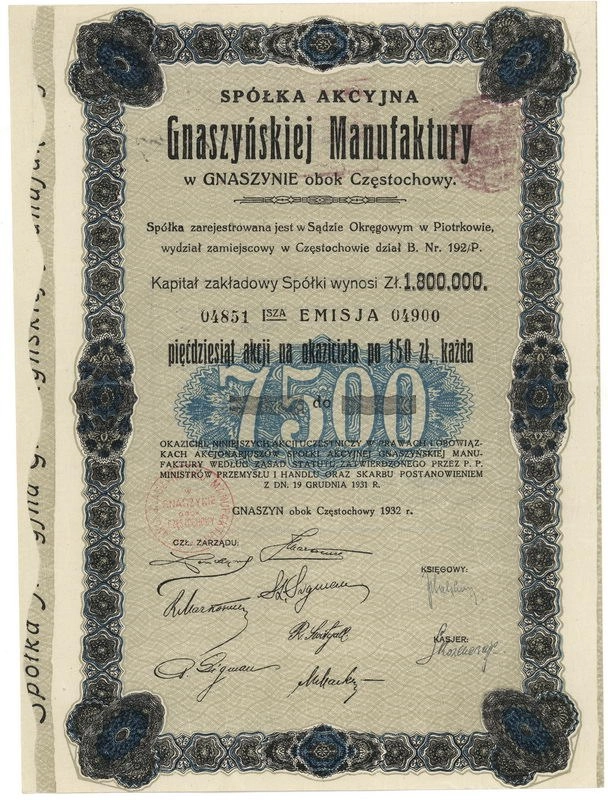 SPÓŁKA AKCYJNA
Gnaszyńskiej Manufaktury
w GNASZYNIE obok Częstochowy.
Spółka zarejestrowana jest w Sądzie Okręgowym w Piotrkowie,
wydział zamiejscowy w Częstochowie dział B. Nr. 192/P.
Kapitał zakładowy Spółki wynosi Zł. 1.800,000.
04851 ISZA EMISJA 04900
pięćdziesiąt akcji na okaziciela po 150 zł. każda
7500
do
OKAZICIEL NINIEJSZYCH AKCJI UCZESTNICZY W PRAWACH I OBOWIĄZ-
KACH AKCJONARJUSZÓW SPÓŁKI AKCYJNEJ GNASZYŃSKIEJ MANU-
FAKTURY WEDŁUG ZASAD STATUTU, ZATWIERDZONEGO PRZEZ P. P.
MINISTRÓW PRZEMYSŁU I HANDLU ORAZ SKARBU POSTANOWIENIEM
Z DN. 19 GRUDNIA 1931 R.
GNASZYN obok Częstochowy 1932 r.
W
GNASZYNIE
obok
CZĘSTOCHOWY
CZŁ. ZARZĄDU:
KSIĘGOWY:
KASJER:
Spółka